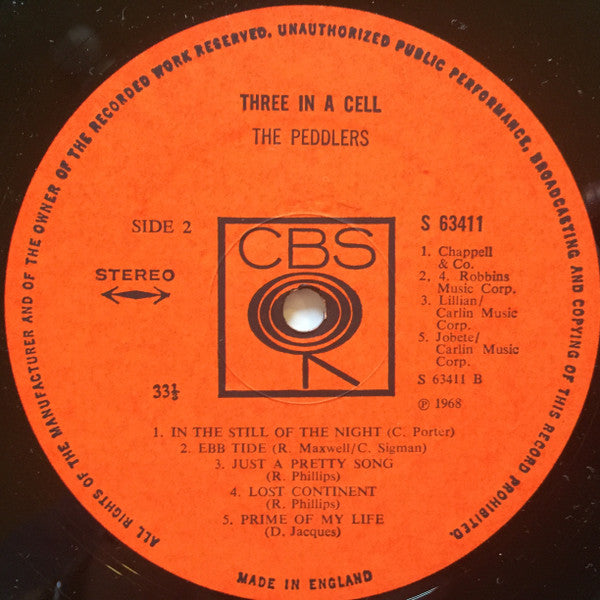 ALL RIGHTS OF THE MANUFACTURER AND OF THE OWNER OF THE RECORDED WORK RESERVED. UNAUTHORIZED PUBLIC PERFORMANCE, BROADCASTING AND COPYING OF THIS RECORD PROHIBITED.
THREE IN A CELL
THE PEDDLERS
SIDE 2
S 63411
CBS
STEREO
1. Chappell
& Co.
2. 4. Robbins
Music Corp.
3. Lillian/
Carlin Music
Corp.
5. Jobete/
Carlin Music
Corp.
S 63411 B
33⅓
℗ 1968
1. IN THE STILL OF THE NIGHT (C. Porter)
2. EBB TIDE (R. Maxwell/C. Sigman)
3. JUST A PRETTY SONG
(R. Phillips)
4. LOST CONTINENT
(R. Phillips)
5. PRIME OF MY LIFE
(D. Jacques)
MADE IN ENGLAND